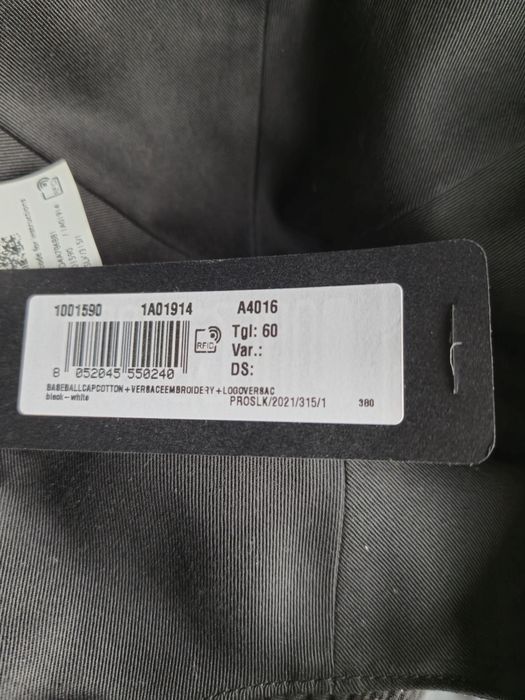 1001590 1A01914 A4016
RFID
Tgl: 60
Var.:
DS:
8 052045 550240
BASEBALLCAPCOTTON+VERSACEEMBROIDERY+LOGOVERSAC
black-white
PROSLK/2021/315/1 380